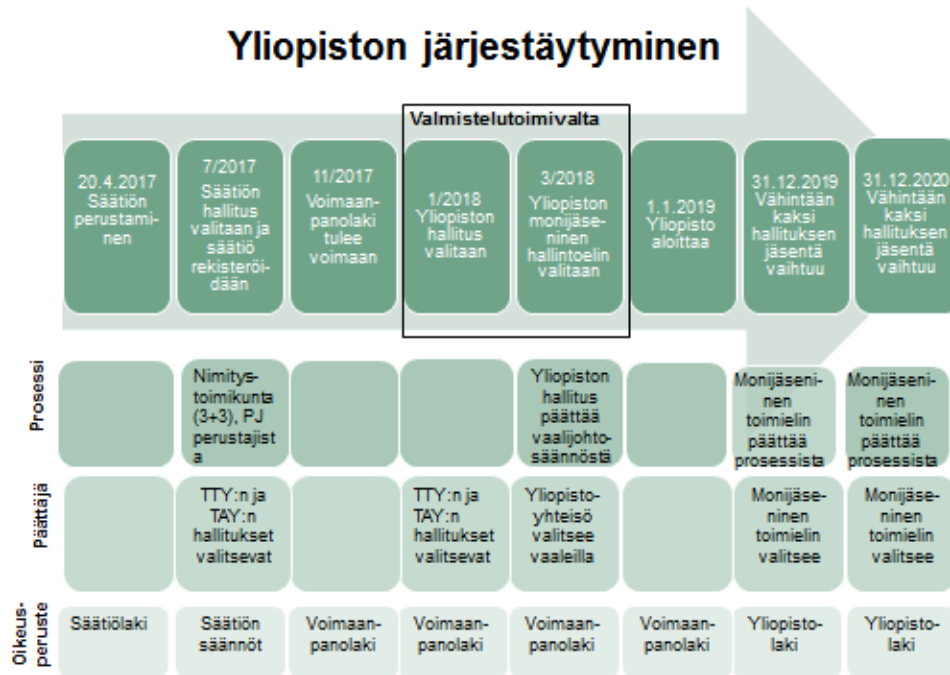 Yliopiston järjestäytyminen
Valmistelutoimivalta
20.4.2017
Säätiön
perustami-
nen
7/2017
Säätiön
hallitus
valitaan ja
säätiö
rekisteröi-
dään
11/2017
Voimaan-
panolaki
tulee
voimaan
1/2018
Yliopiston
hallitus
valitaan
3/2018
Yliopiston
monijäse-
ninen
hallintoelin
valitaan
1.1.2019
Yliopisto
aloittaa
31.12.2019
Vähintään
kaksi
hallituksen
jäsentä
vaihtuu
31.12.2020
Vähintään
kaksi
hallituksen
jäsentä
vaihtuu
Prosessi
Nimitys-
toimikunta
(3+3), PJ
perustajist
a
Yliopiston
hallitus
päättää
vaalijohto-
säännöstä
Monijäseni-
nen
toimielin
päättää
prosessista
Monijäseni-
nen
toimielin
päättää
prosessista
Päättäjä
TTY:n ja
TAY:n
hallitukset
valitsevat
TTY:n ja
TAY:n
hallitukset
valitsevat
Yliopisto-
yhteisö
valitsee
vaaleilla
Monijäse-
ninen
toimielin
valitsee
Monijäse-
ninen
toimielin
valitsee
Oikeus-
peruste
Säätiölaki
Säätiön
säännöt
Voimaan-
panolaki
Voimaan-
panolaki
Voimaan-
panolaki
Voimaan-
panolaki
Yliopisto-
laki
Yliopisto-
laki